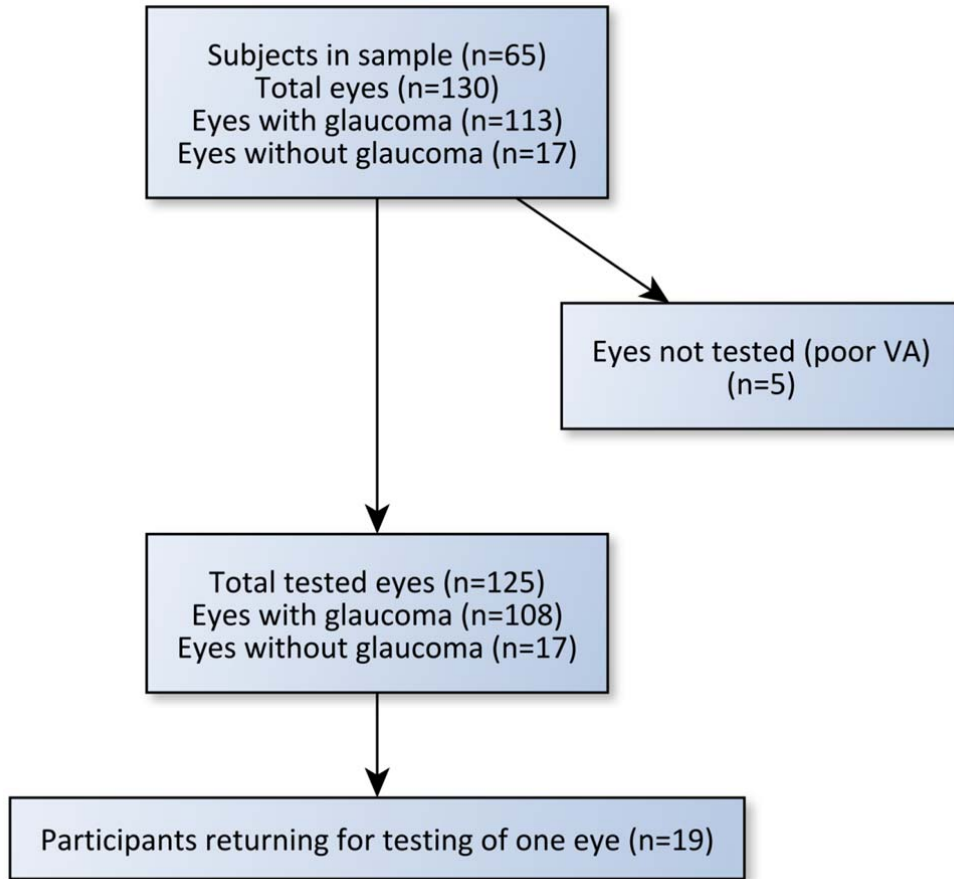 Subjects in sample (n=65)
Total eyes (n=130)
Eyes with glaucoma (n=113)
Eyes without glaucoma (n=17)
Eyes not tested (poor VA)
(n=5)
Total tested eyes (n=125)
Eyes with glaucoma (n=108)
Eyes without glaucoma (n=17)
Participants returning for testing of one eye (n=19)